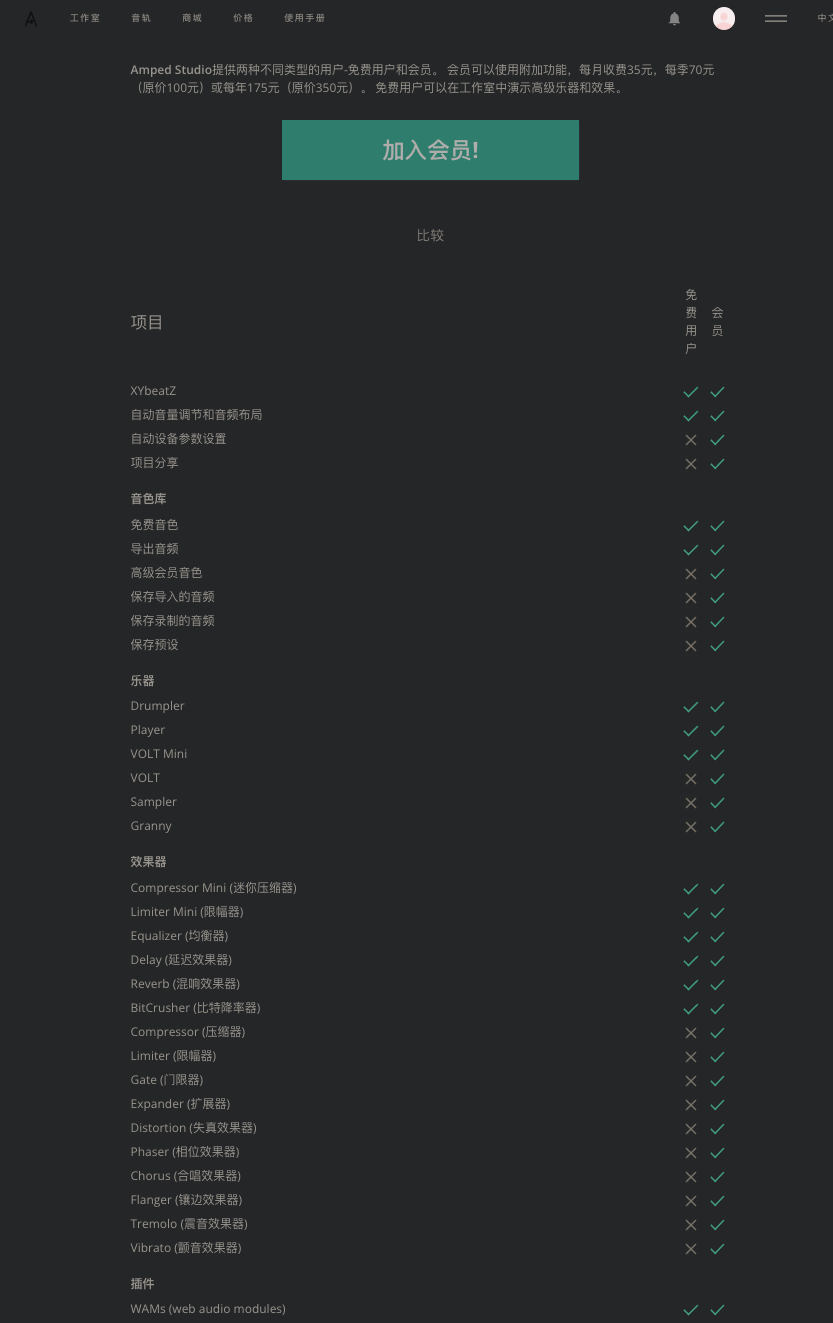 工作室 音轨 商城 价格 使用手册 中文
Amped Studio提供两种不同类型的用户-免费用户和会员。 会员可以使用附加功能，每月收费35元，每季70元
（原价100元）或每年175元（原价350元）。 免费用户可以在工作室中演示高级乐器和效果。
加入会员!
比较
项目 免费用户 会员
XYbeatZ
自动音量调节和音频布局
自动设备参数设置
项目分享
音色库
免费音色
导出音频
高级会员音色
保存导入的音频
保存录制的音频
保存预设
乐器
Drumpler
Player
VOLT Mini
VOLT
Sampler
Granny
效果器
Compressor Mini (迷你压缩器)
Limiter Mini (限幅器)
Equalizer (均衡器)
Delay (延迟效果器)
Reverb (混响效果器)
BitCrusher (比特降率器)
Compressor (压缩器)
Limiter (限幅器)
Gate (门限器)
Expander (扩展器)
Distortion (失真效果器)
Phaser (相位效果器)
Chorus (合唱效果器)
Flanger (镶边效果器)
Tremolo (震音效果器)
Vibrato (颤音效果器)
插件
WAMs (web audio modules)